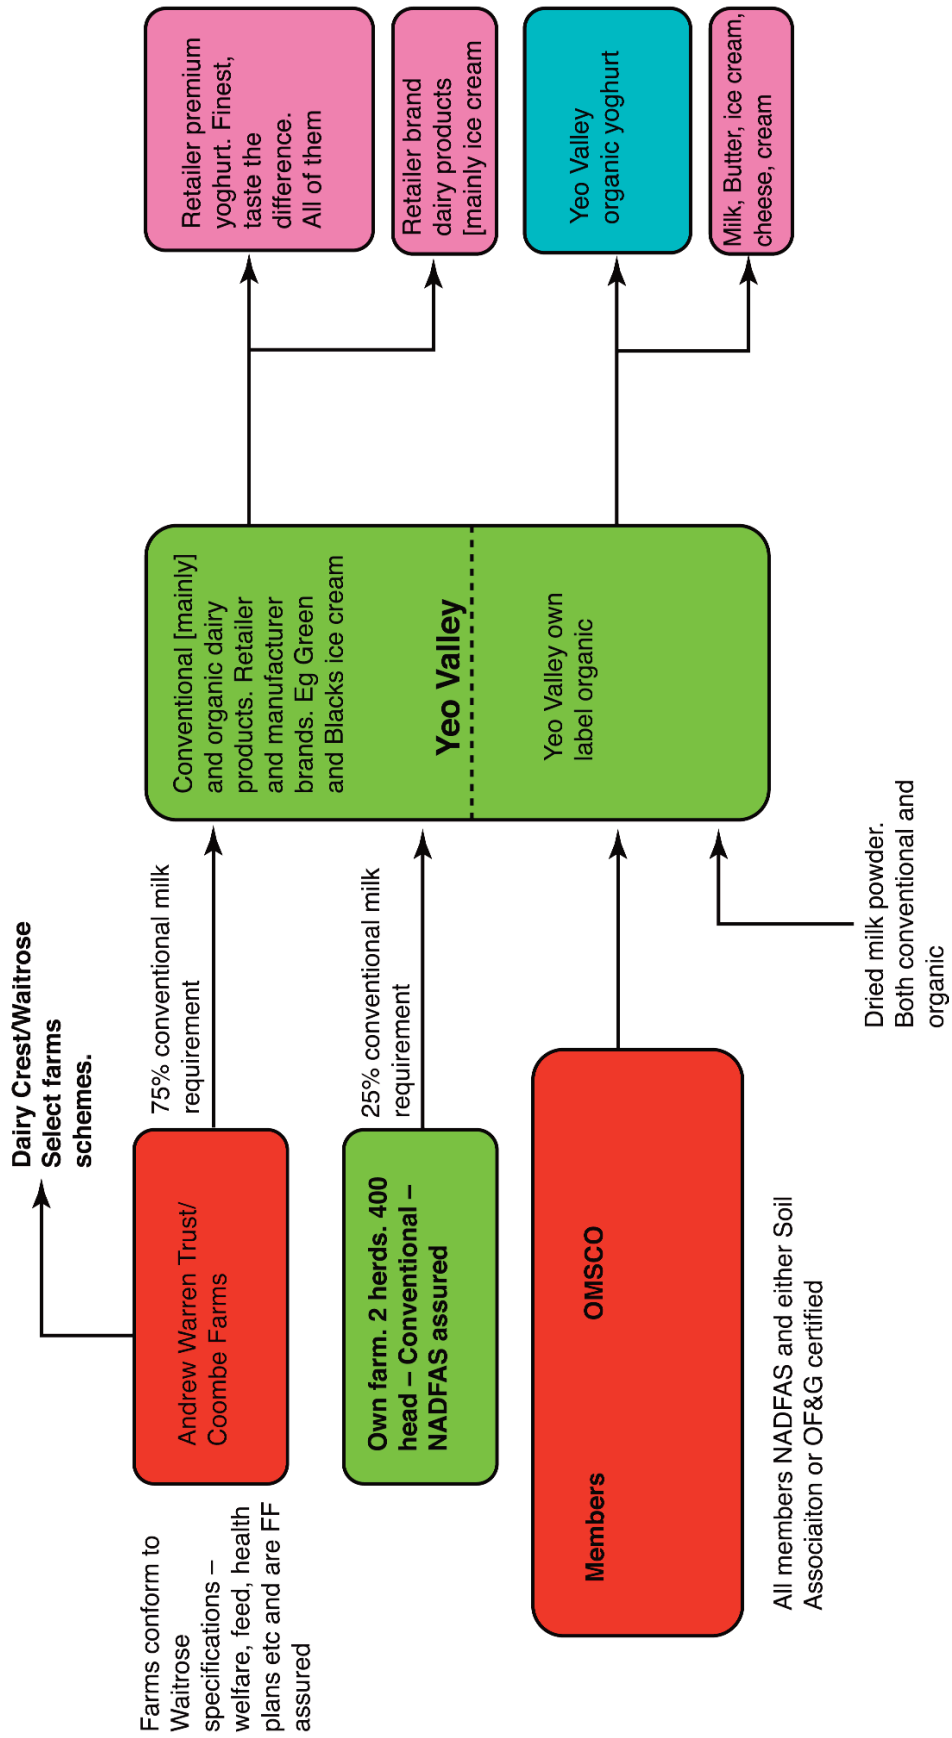 Dairy Crest/Waitrose
Select farms
schemes.
Farms conform to
Waitrose
specifications –
welfare, feed, health
plans etc and are FF
assured
Andrew Warren Trust/
Coombe Farms
75% conventional milk
requirement
Own farm. 2 herds. 400
head – Conventional –
NADFAS assured
25% conventional milk
requirement
Members
OMSCO
All members NADFAS and either Soil
Associaiton or OF&G certified
Dried milk powder.
Both conventional and
organic
Conventional [mainly]
and organic dairy
products. Retailer
and manufacturer
brands. Eg Green
and Blacks ice cream
Yeo Valley
Yeo Valley own
label organic
Retailer premium
yoghurt. Finest,
taste the
difference.
All of them
Retailer brand
dairy products
[mainly ice cream
Yeo Valley
organic yoghurt
Milk, Butter, ice cream,
cheese, cream